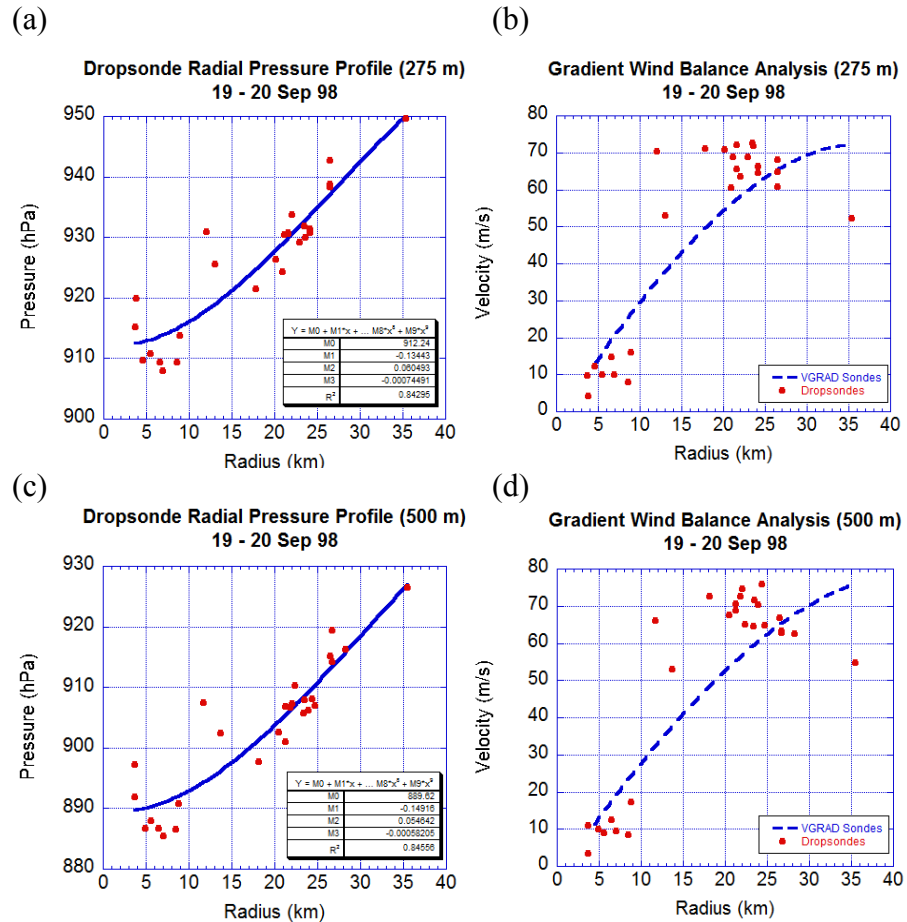 (a)
Dropsonde Radial Pressure Profile (275 m)
19 - 20 Sep 98
Pressure (hPa)
950
940
930
920
910
900
0 5 10 15 20 25 30 35 40
Radius (km)
Y = M0 + M1*x + ... M8*x⁸ + M9*x⁹
M0 912.24
M1 -0.13443
M2 0.060493
M3 -0.00074491
R² 0.84295
(b)
Gradient Wind Balance Analysis (275 m)
19 - 20 Sep 98
Velocity (m/s)
80
70
60
50
40
30
20
10
0
0 5 10 15 20 25 30 35 40
Radius (km)
VGRAD Sondes
Dropsondes
(c)
Dropsonde Radial Pressure Profile (500 m)
19 - 20 Sep 98
Pressure (hPa)
930
920
910
900
890
880
0 5 10 15 20 25 30 35 40
Radius (km)
Y = M0 + M1*x + ... M8*x⁸ + M9*x⁹
M0 889.62
M1 -0.14916
M2 0.054642
M3 -0.00058205
R² 0.84556
(d)
Gradient Wind Balance Analysis (500 m)
19 - 20 Sep 98
Velocity (m/s)
80
70
60
50
40
30
20
10
0
0 5 10 15 20 25 30 35 40
Radius (km)
VGRAD Sondes
Dropsondes